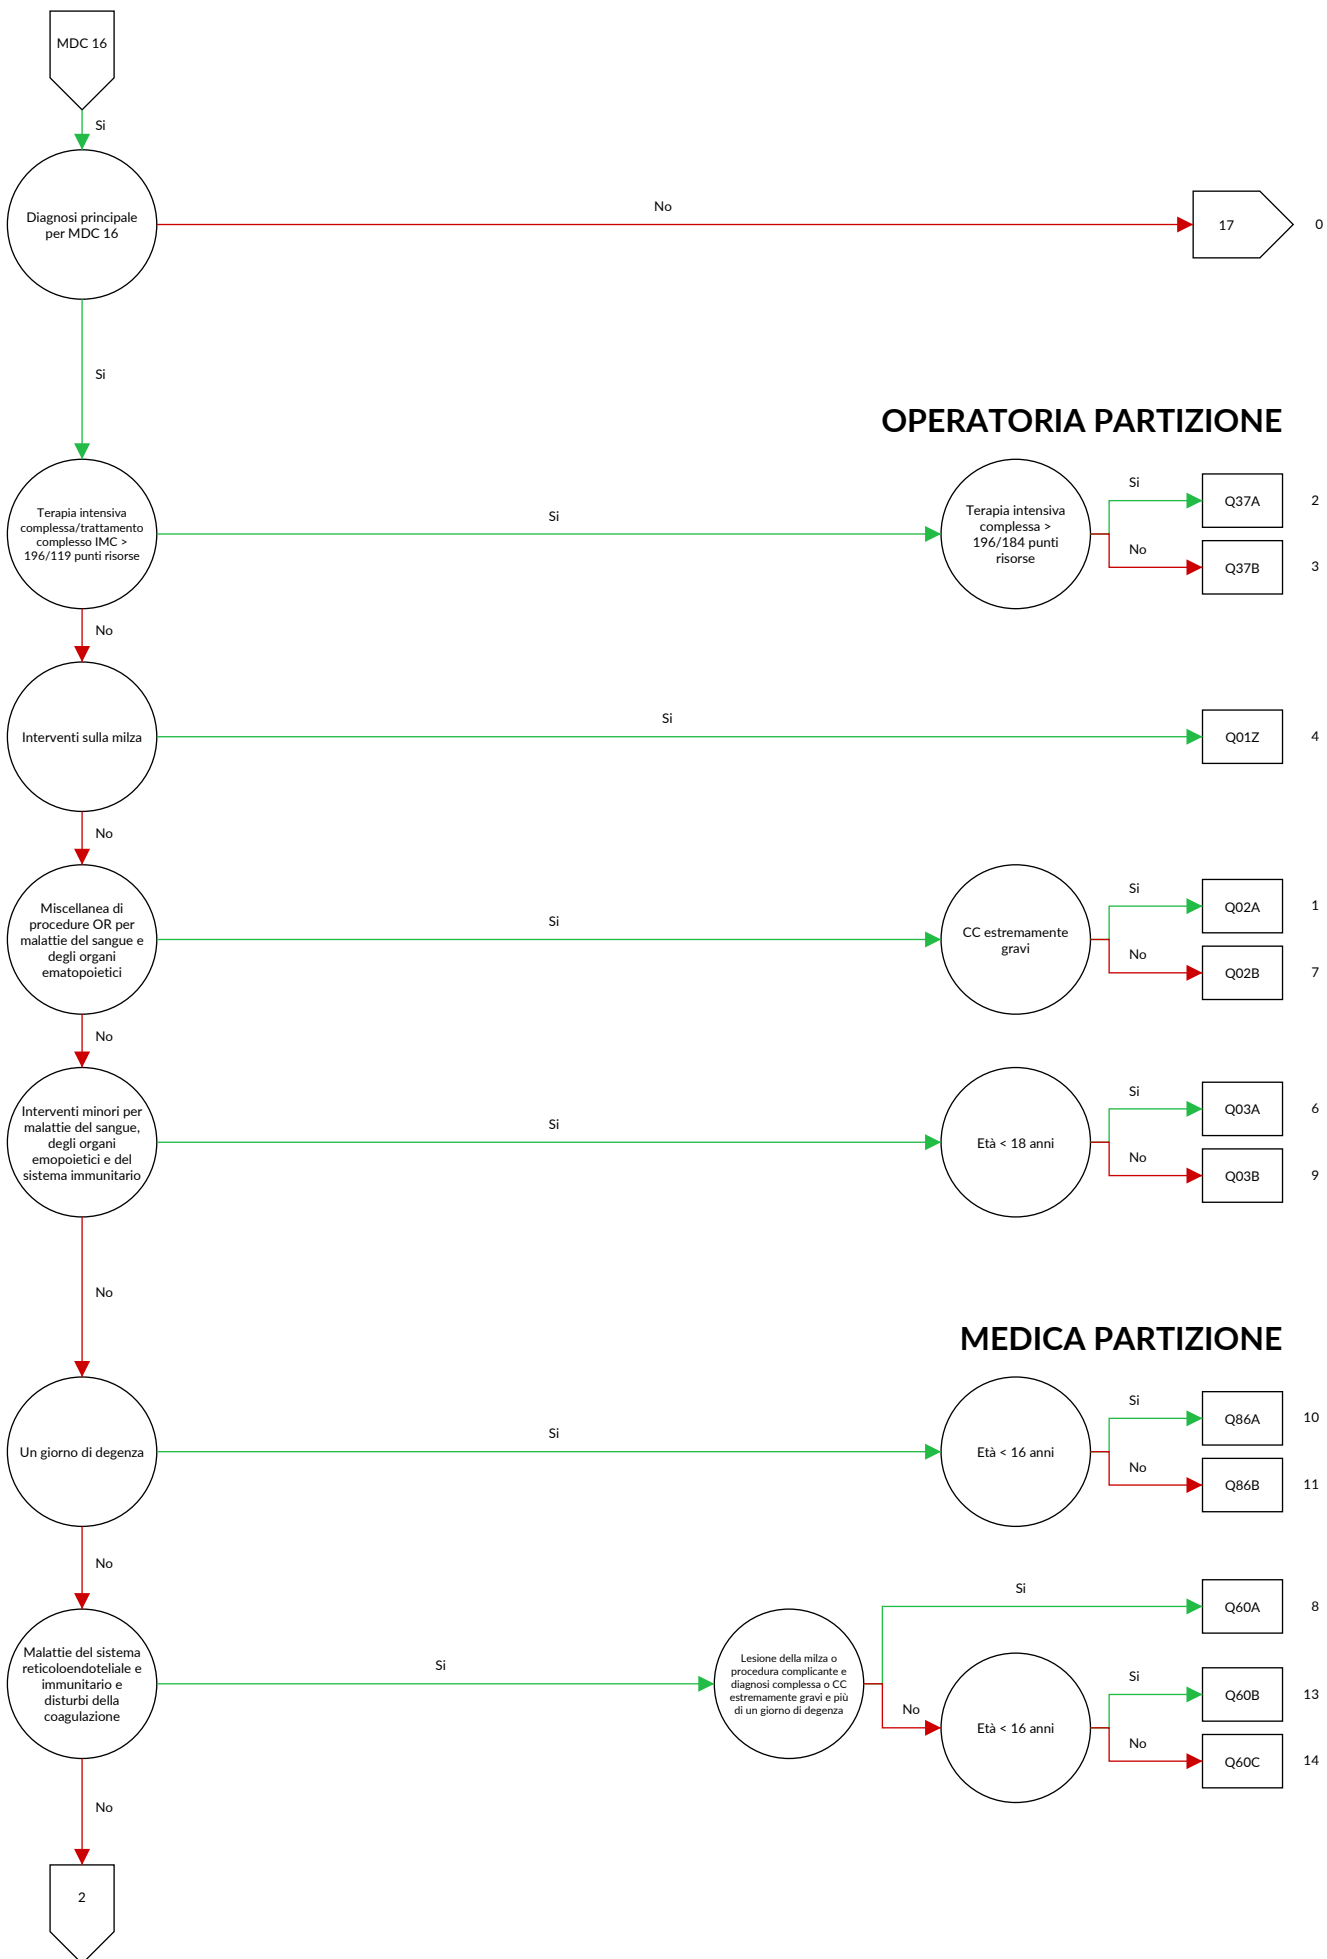 MDC 16
Si
Diagnosi principale
per MDC 16
No
17
0
Si
OPERATORIA PARTIZIONE
Terapia intensiva
complessa/trattamento
complesso IMC >
196/119 punti risorse
Si
Terapia intensiva
complessa >
196/184 punti
risorse
Si
Q37A
2
No
Q37B
3
No
Interventi sulla milza
Si
Q01Z
4
No
Miscellanea di
procedure OR per
malattie del sangue e
degli organi
ematopoietici
Si
CC estremamente
gravi
Si
Q02A
1
No
Q02B
7
No
Interventi minori per
malattie del sangue,
degli organi
emopoietici e del
sistema immunitario
Si
Età < 18 anni
Si
Q03A
6
No
Q03B
9
No
MEDICA PARTIZIONE
Un giorno di degenza
Si
Età < 16 anni
Si
Q86A
10
No
Q86B
11
No
Malattie del sistema
reticoloendoteliale e
immunitario e
disturbi della
coagulazione
Si
Lesione della milza o
procedura complicante e
diagnosi complessa o CC
estremamente gravi e più
di un giorno di degenza
Si
Q60A
8
No
Età < 16 anni
Si
Q60B
13
No
Q60C
14
No
2